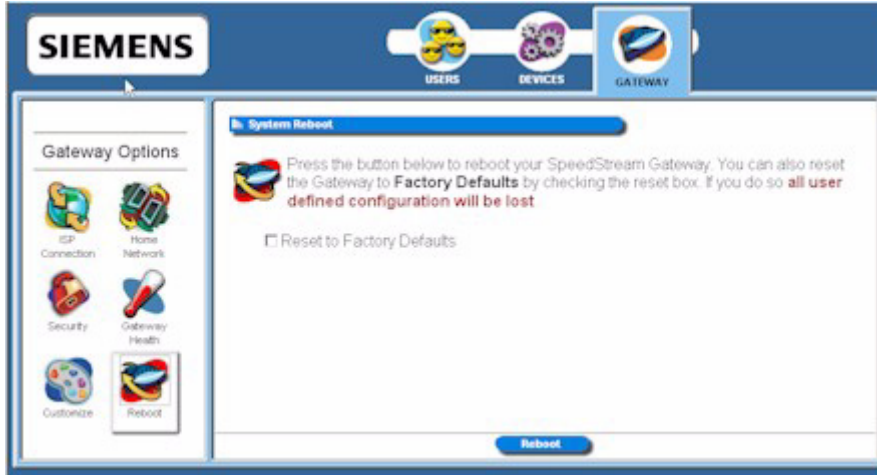 SIEMENS
USERS
DEVICES
GATEWAY
Gateway Options
ISP
Connection
Home
Network
Security
Gateway
Health
Customize
Reboot
System Reboot
Press the button below to reboot your SpeedStream Gateway. You can also reset
the Gateway to Factory Defaults by checking the reset box. If you do so all user
defined configuration will be lost
Reset to Factory Defaults
Reboot